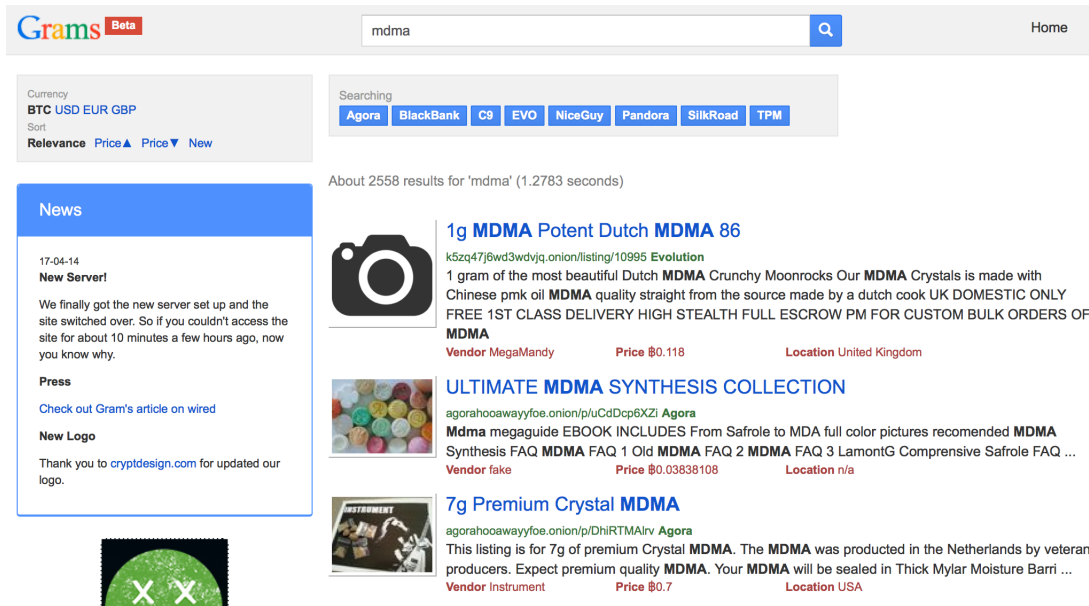 Grams Beta
mdma
Home
Currency
BTC USD EUR GBP
Sort
Relevance Price▲ Price▼ New
Searching
Agora BlackBank C9 EVO NiceGuy Pandora SilkRoad TPM
News
17-04-14
New Server!
We finally got the new server set up and the
site switched over. So if you couldn't access the
site for about 10 minutes a few hours ago, now
you know why.
Press
Check out Gram's article on wired
New Logo
Thank you to cryptdesign.com for updated our
logo.
About 2558 results for 'mdma' (1.2783 seconds)
1g MDMA Potent Dutch MDMA 86
k5zq47j6wd3wdvjq.onion/listing/10995 Evolution
1 gram of the most beautiful Dutch MDMA Crunchy Moonrocks Our MDMA Crystals is made with
Chinese pmk oil MDMA quality straight from the source made by a dutch cook UK DOMESTIC ONLY
FREE 1ST CLASS DELIVERY HIGH STEALTH FULL ESCROW PM FOR CUSTOM BULK ORDERS OF
MDMA
Vendor MegaMandy Price ฿0.118 Location United Kingdom
ULTIMATE MDMA SYNTHESIS COLLECTION
agorahooawayyfoe.onion/p/uCdDcp6XZi Agora
Mdma megaguide EBOOK INCLUDES From Safrole to MDA full color pictures recomended MDMA
Synthesis FAQ MDMA FAQ 1 Old MDMA FAQ 2 MDMA FAQ 3 LamontG Comprensive Safrole FAQ ...
Vendor fake Price ฿0.03838108 Location n/a
INSTRUMENT
7g Premium Crystal MDMA
agorahooawayyfoe.onion/p/DhiRTMAlrv Agora
This listing is for 7g of premium Crystal MDMA. The MDMA was producted in the Netherlands by veteran
producers. Expect premium quality MDMA. Your MDMA will be sealed in Thick Mylar Moisture Barri ...
Vendor Instrument Price ฿0.7 Location USA